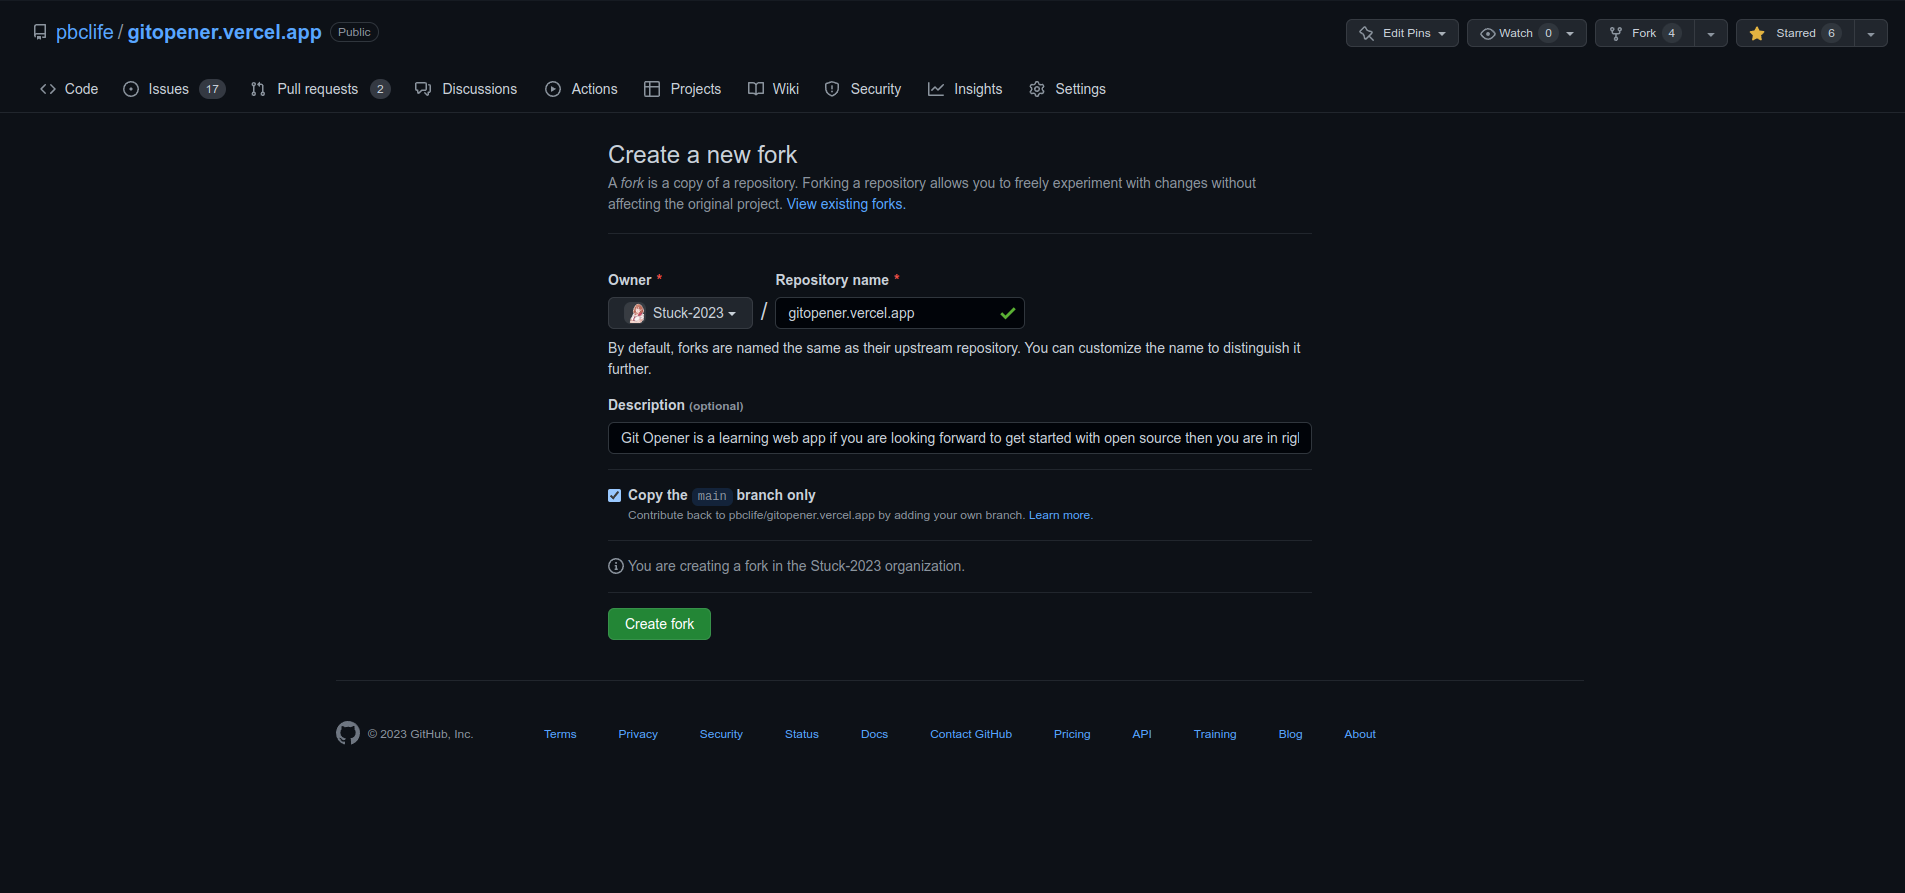 pbclife / gitopener.vercel.app Public
Edit Pins Watch 0 Fork 4 Starred 6
Code Issues 17 Pull requests 2 Discussions Actions Projects Wiki Security Insights Settings
Create a new fork
A fork is a copy of a repository. Forking a repository allows you to freely experiment with changes without
affecting the original project. View existing forks.
Owner * Repository name *
Stuck-2023 / gitopener.vercel.app
By default, forks are named the same as their upstream repository. You can customize the name to distinguish it
further.
Description (optional)
Git Opener is a learning web app if you are looking forward to get started with open source then you are in
Copy the main branch only
Contribute back to pbclife/gitopener.vercel.app by adding your own branch. Learn more.
You are creating a fork in the Stuck-2023 organization.
Create fork
© 2023 GitHub, Inc. Terms Privacy Security Status Docs Contact GitHub Pricing API Training Blog About